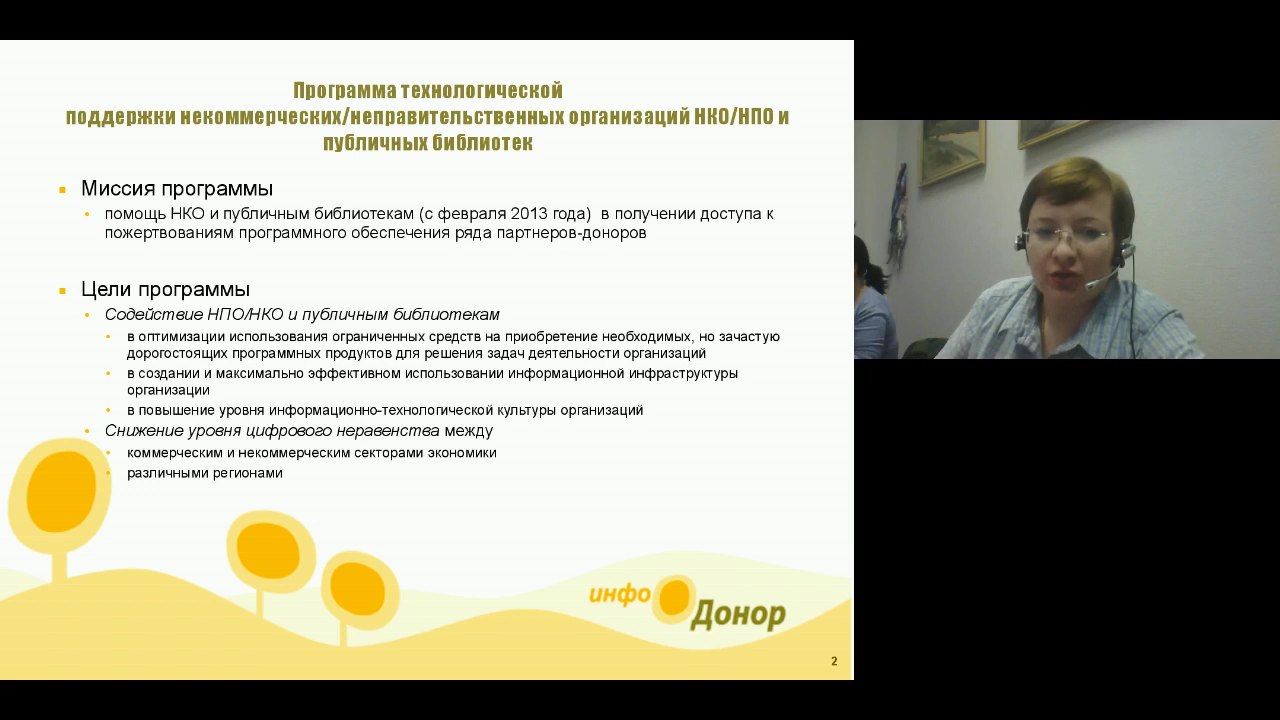 Программа технологической
поддержки некоммерческих/неправительственных организаций НКО/НПО и
публичных библиотек
Миссия программы
помощь НКО и публичным библиотекам (с февраля 2013 года) в получении доступа к
пожертвованиям программного обеспечения ряда партнеров-доноров
Цели программы
Содействие НПО/НКО и публичным библиотекам
в оптимизации использования ограниченных средств на приобретение необходимых, но зачастую
дорогостоящих программных продуктов для решения задач деятельности организаций
в создании и максимально эффективном использовании информационной инфраструктуры
организации
в повышение уровня информационно-технологической культуры организаций
Снижение уровня цифрового неравенства между
коммерческим и некоммерческим секторами экономики
различными регионами
инфо
Донор
2